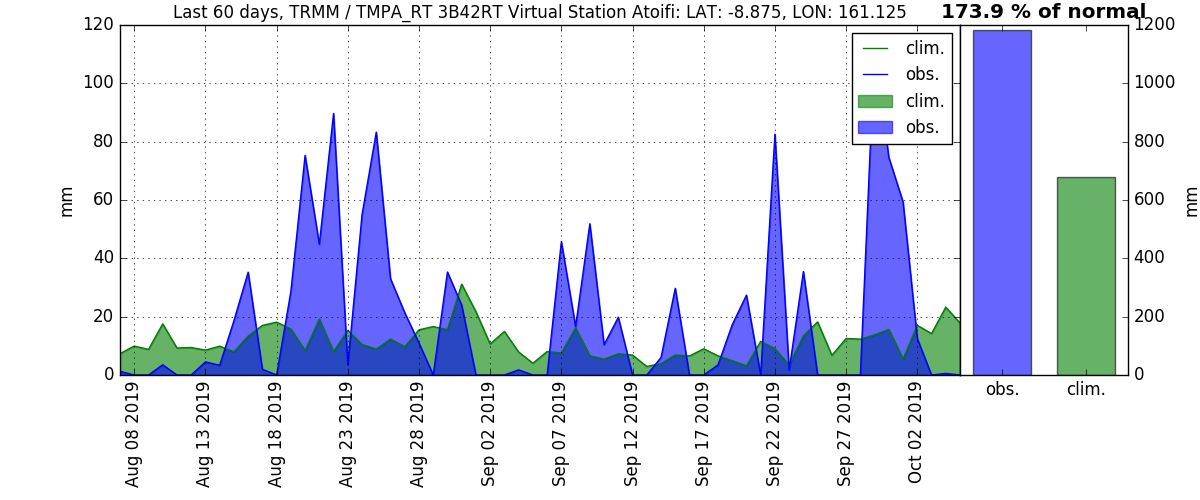 Last 60 days, TRMM / TMPA_RT 3B42RT Virtual Station Atoifi: LAT: -8.875, LON: 161.125
173.9 % of normal
120
100
80
60
40
20
0
mm
clim.
obs.
clim.
obs.
1200
1000
800
600
400
200
0
mm
Aug 08 2019
Aug 13 2019
Aug 18 2019
Aug 23 2019
Aug 28 2019
Sep 02 2019
Sep 07 2019
Sep 12 2019
Sep 17 2019
Sep 22 2019
Sep 27 2019
Oct 02 2019
obs.
clim.